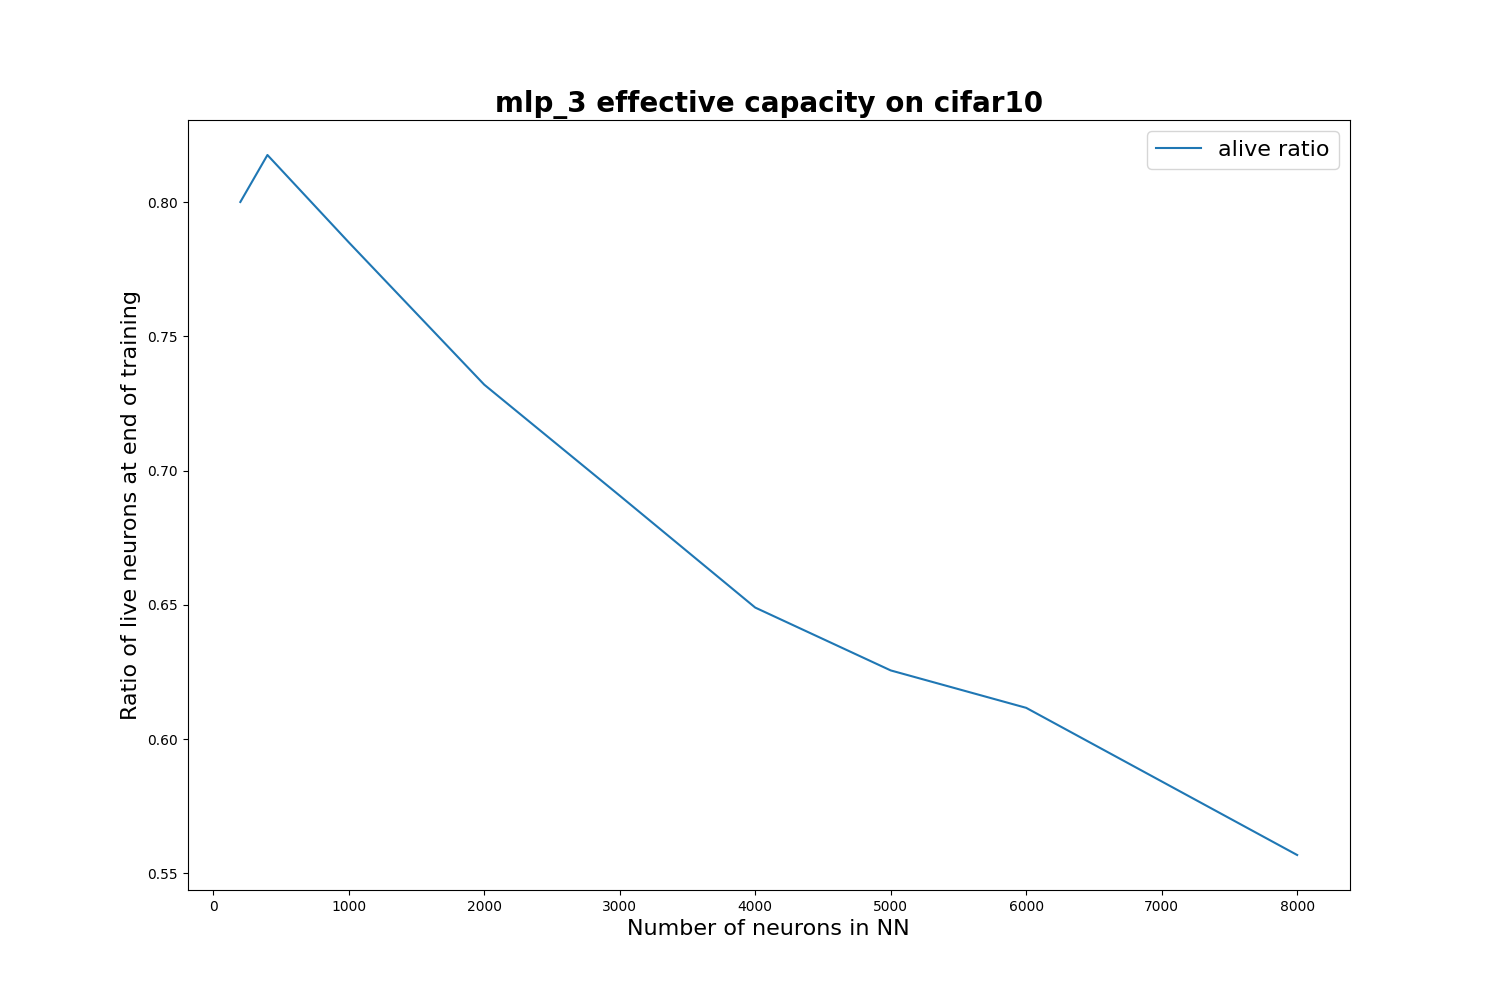 mlp_3 effective capacity on cifar10
alive ratio
Ratio of live neurons at end of training
0.80
0.75
0.70
0.65
0.60
0.55
0 1000 2000 3000 4000 5000 6000 7000 8000
Number of neurons in NN